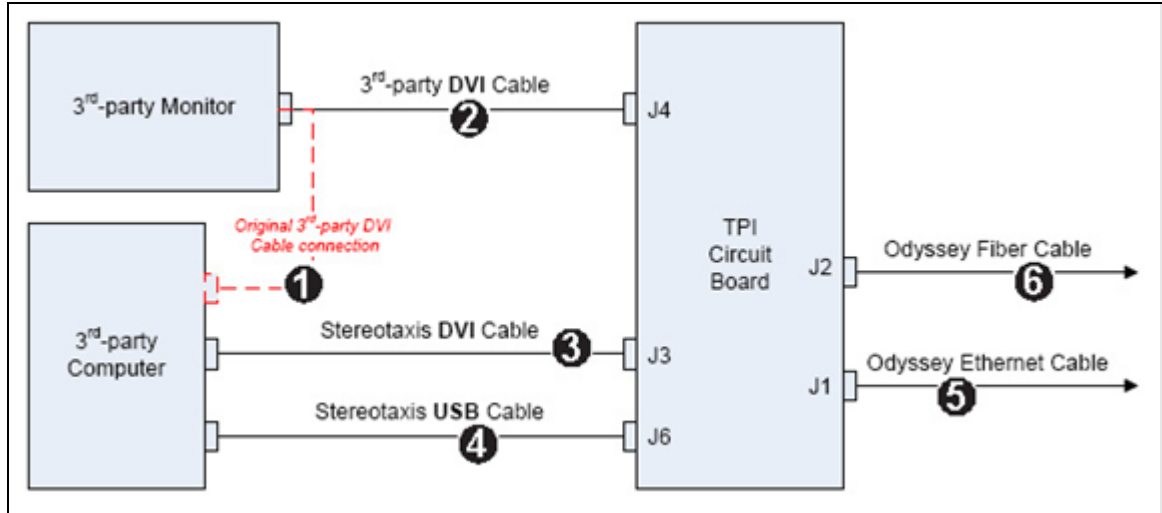 3rd-party Monitor
3rd-party DVI Cable
2
J4
Original 3rd-party DVI
Cable connection
1
TPI
Circuit
Board
J2
Odyssey Fiber Cable
6
3rd-party
Computer
Stereotaxis DVI Cable
3
J3
J1
Odyssey Ethernet Cable
5
Stereotaxis USB Cable
4
J6